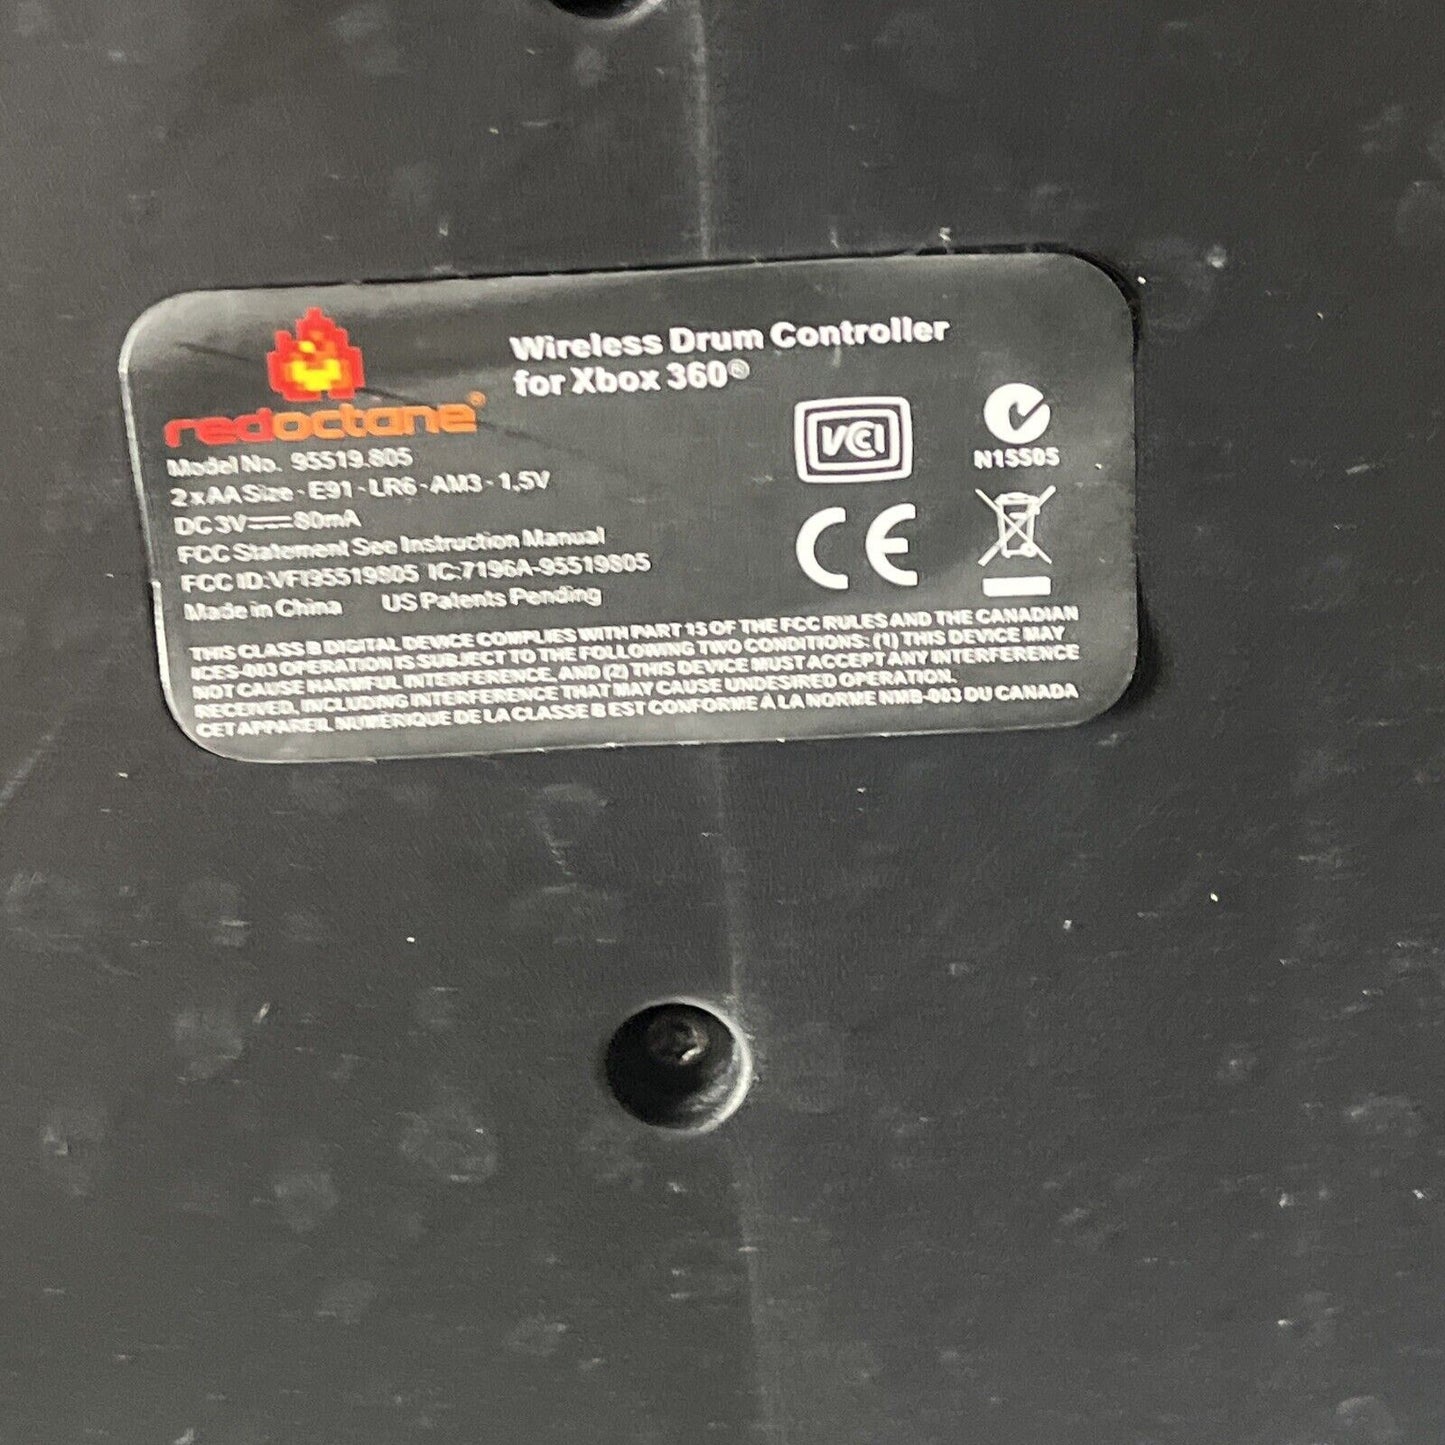 Wireless Drum Controller
for Xbox 360®
redoctane®
Model No. 95519.805
2 x AA Size - E91 - LR6 - AM3 - 1,5V
DC 3V⎓80mA
FCC Statement See Instruction Manual
FCC ID:VFI95519805 IC:7196A-95519805
Made in China US Patents Pending
VCCI
N15505
CE
THIS CLASS B DIGITAL DEVICE COMPLIES WITH PART 15 OF THE FCC RULES AND THE CANADIAN
ICES-003 OPERATION IS SUBJECT TO THE FOLLOWING TWO CONDITIONS: (1) THIS DEVICE MAY
NOT CAUSE HARMFUL INTERFERENCE, AND (2) THIS DEVICE MUST ACCEPT ANY INTERFERENCE
RECEIVED, INCLUDING INTERFERENCE THAT MAY CAUSE UNDESIRED OPERATION.
CET APPAREIL NUMÉRIQUE DE LA CLASSE B EST CONFORME À LA NORME NMB-003 DU CANADA